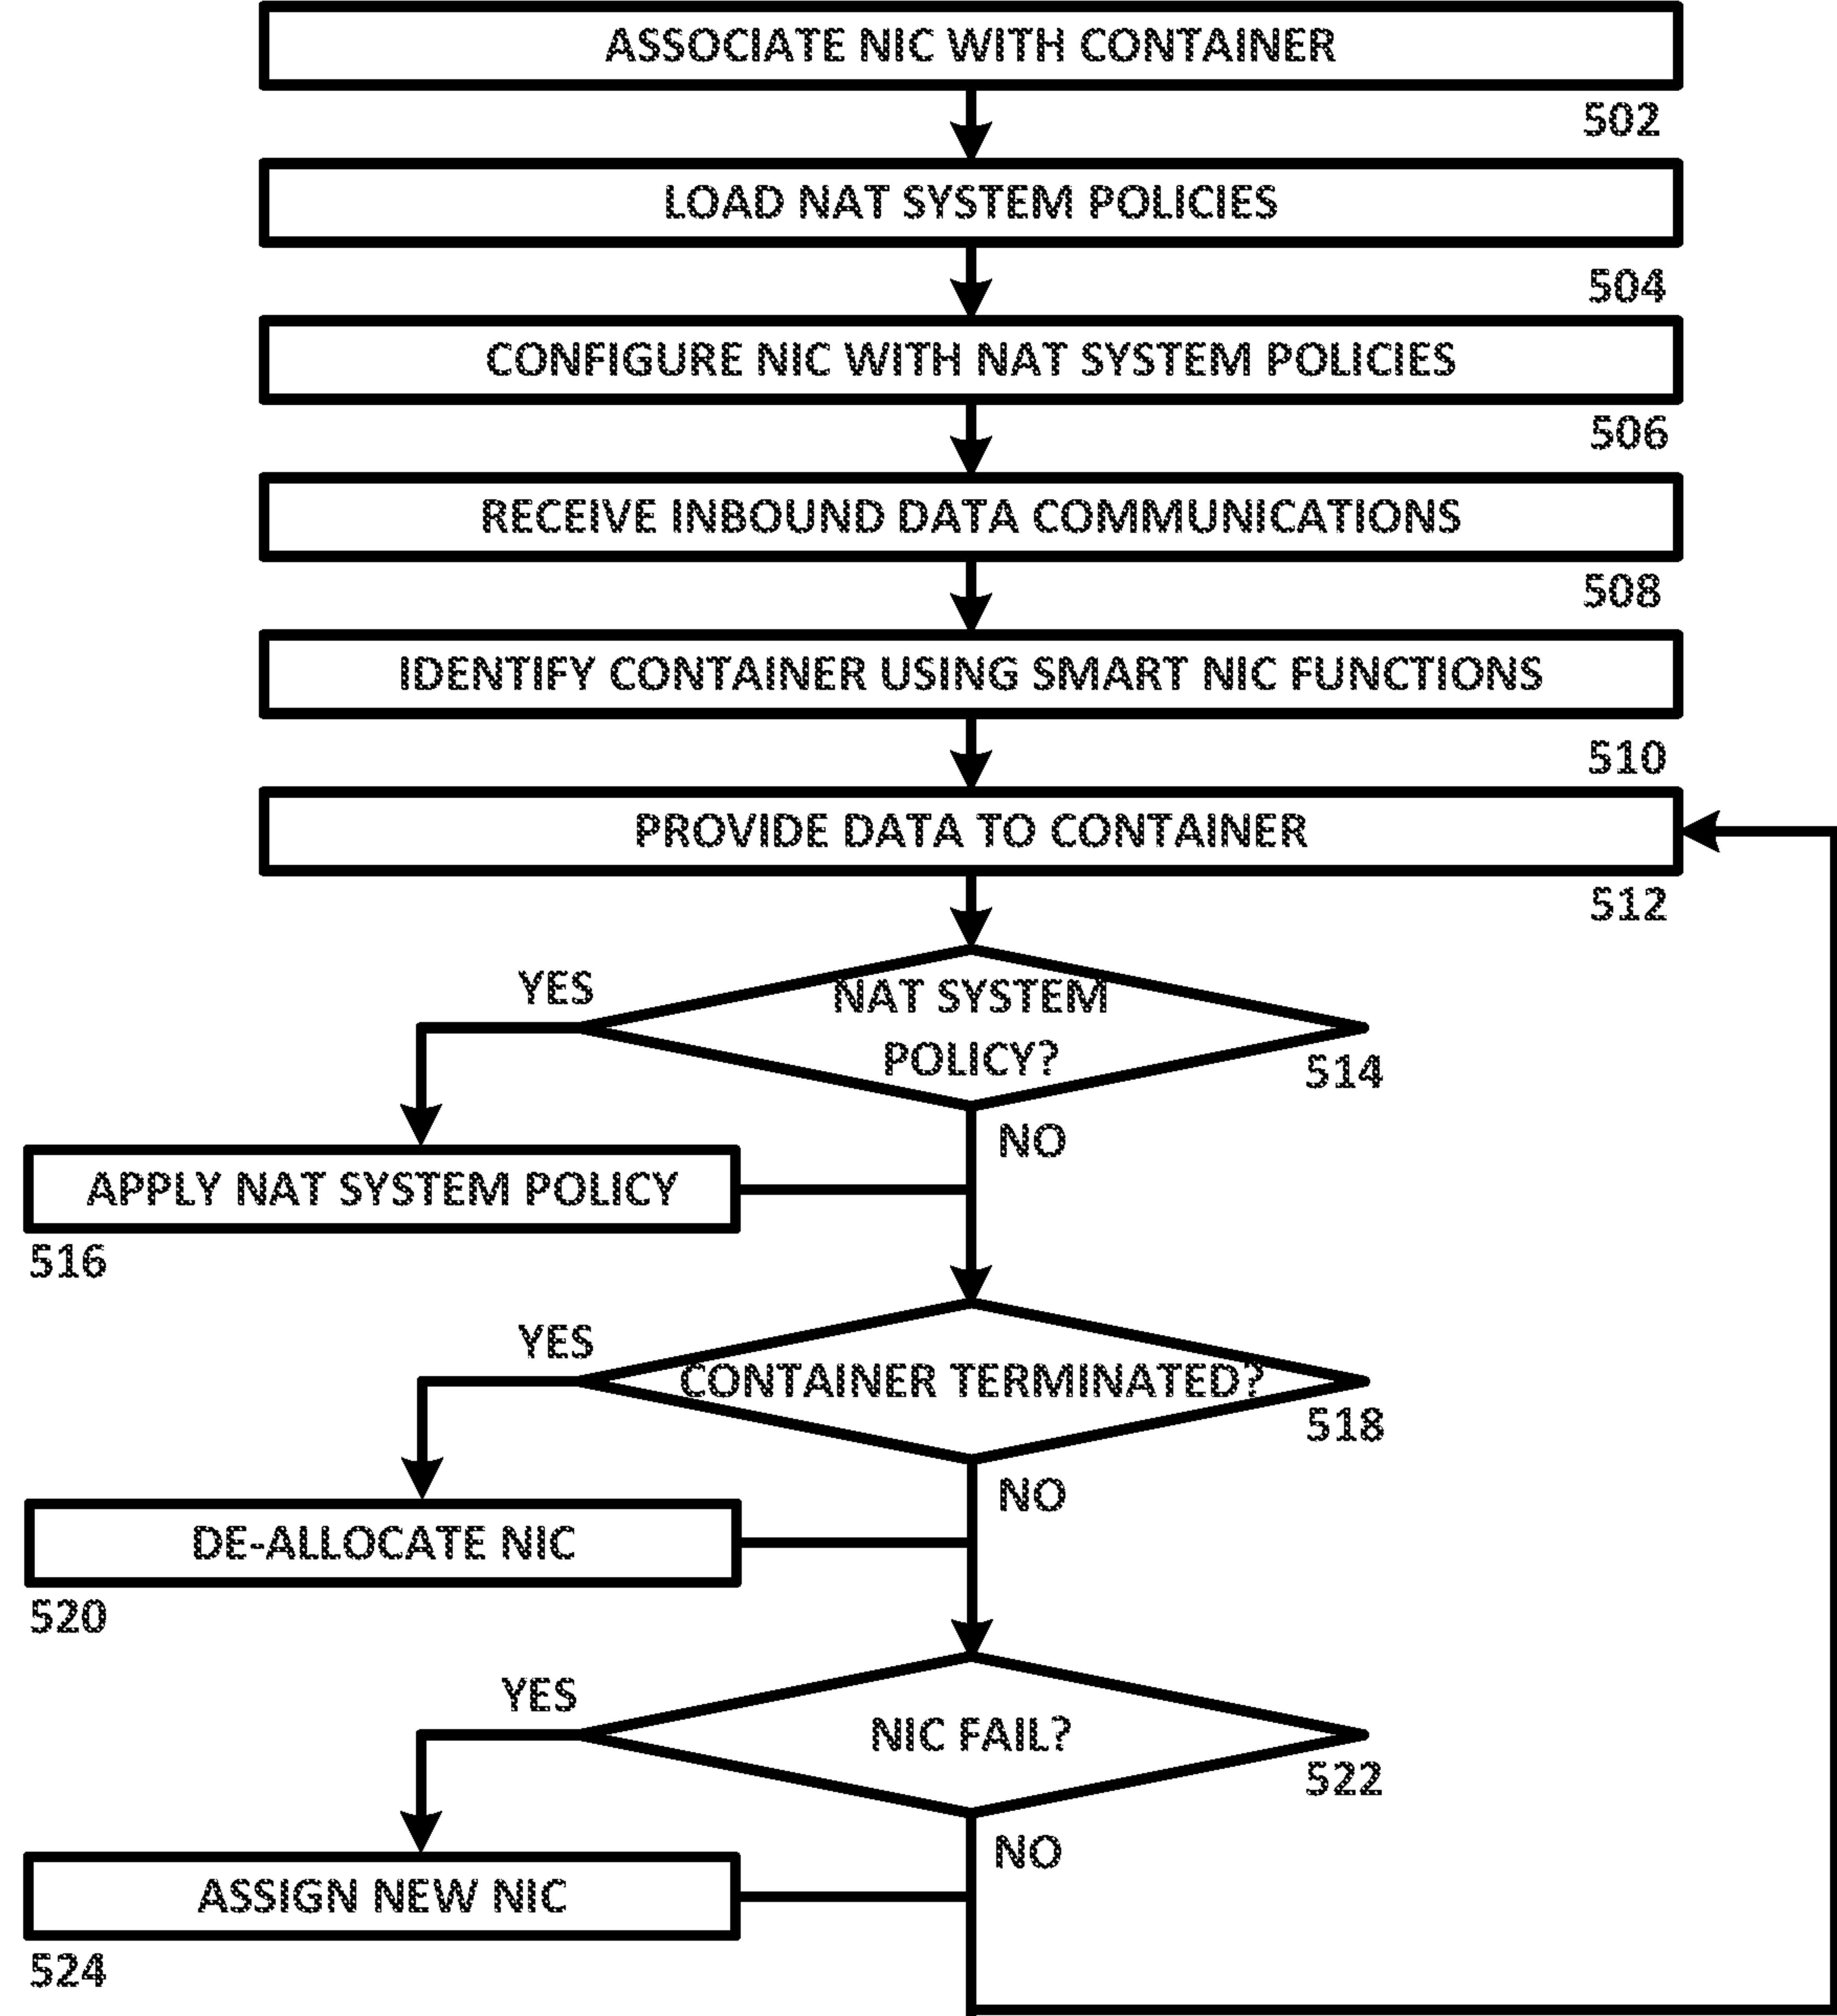 ASSOCIATE NIC WITH CONTAINER
502
LOAD NAT SYSTEM POLICIES
504
CONFIGURE NIC WITH NAT SYSTEM POLICIES
506
RECEIVE INBOUND DATA COMMUNICATIONS
508
IDENTIFY CONTAINER USING SMART NIC FUNCTIONS
510
PROVIDE DATA TO CONTAINER
512
YES
NAT SYSTEM
POLICY?
514
NO
APPLY NAT SYSTEM POLICY
516
YES
CONTAINER TERMINATED?
518
NO
DE-ALLOCATE NIC
520
YES
NIC FAIL?
522
NO
ASSIGN NEW NIC
524